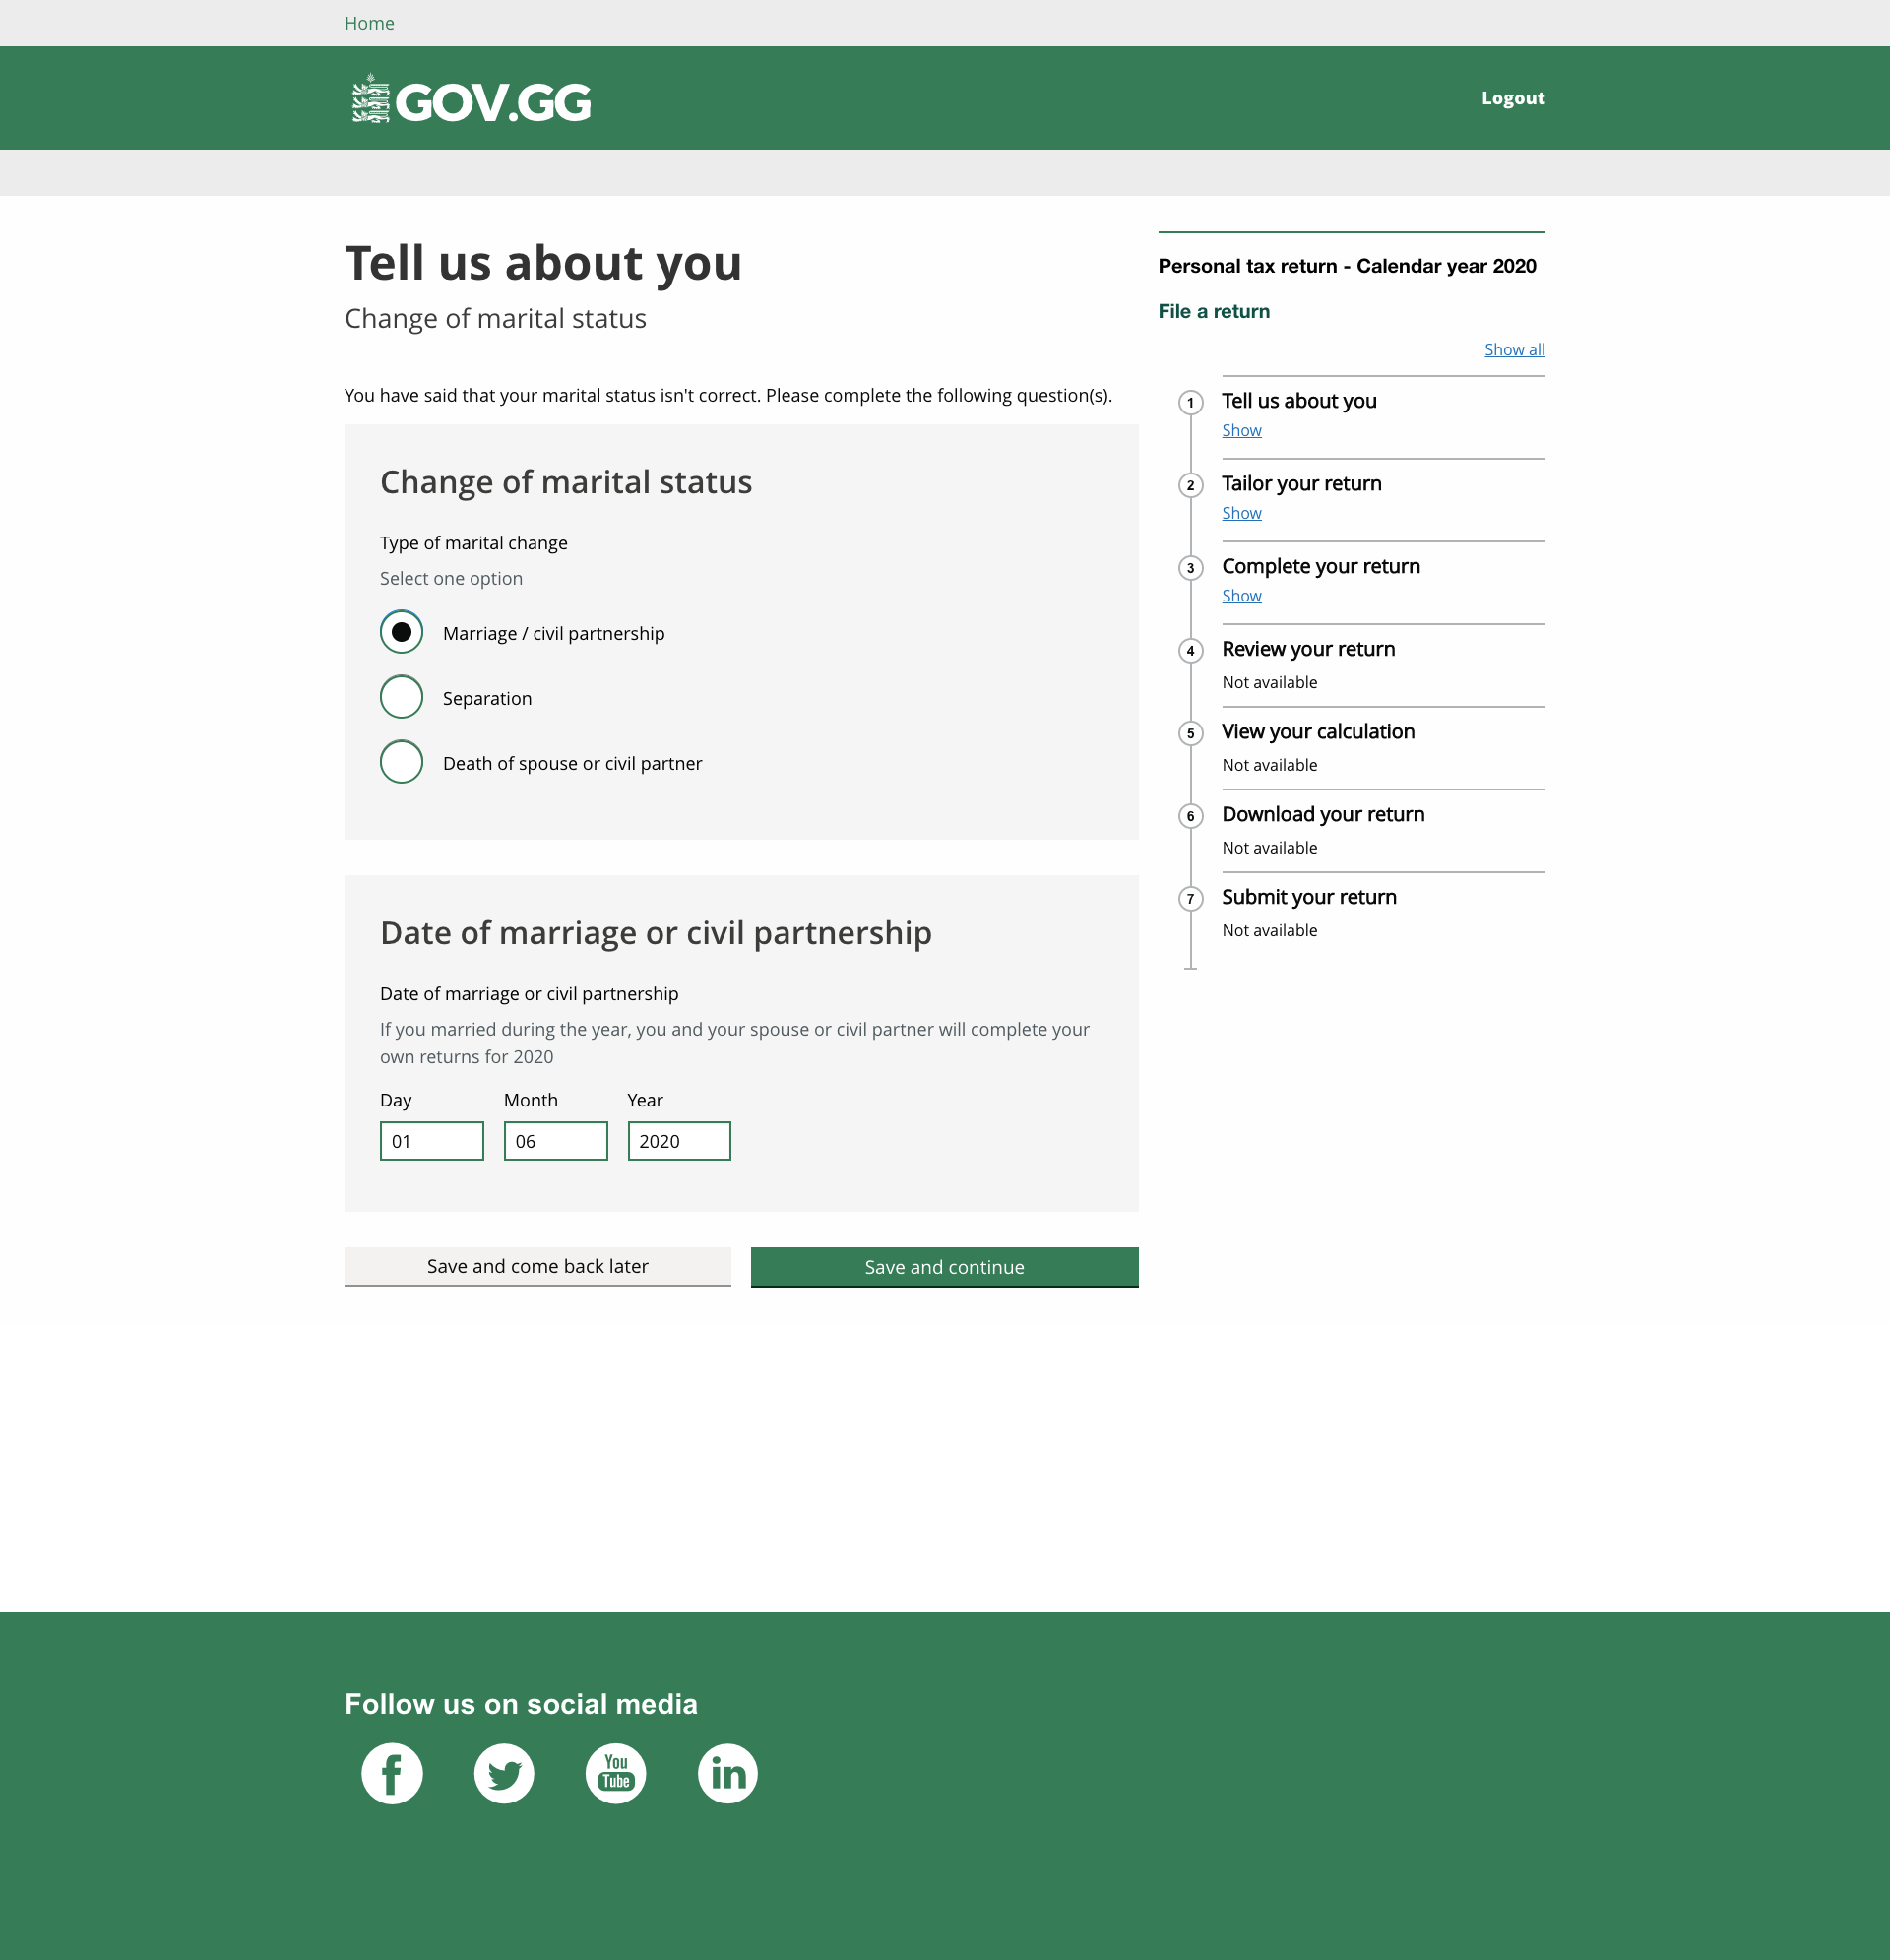 Home
GOV.GG
Logout
Tell us about you
Change of marital status
You have said that your marital status isn't correct. Please complete the following question(s).
Change of marital status
Type of marital change
Select one option
Marriage / civil partnership
Separation
Death of spouse or civil partner
Date of marriage or civil partnership
Date of marriage or civil partnership
If you married during the year, you and your spouse or civil partner will complete your
own returns for 2020
Day Month Year
01 06 2020
Save and come back later
Save and continue
Personal tax return - Calendar year 2020
File a return
Show all
1 Tell us about you
Show
2 Tailor your return
Show
3 Complete your return
Show
4 Review your return
Not available
5 View your calculation
Not available
6 Download your return
Not available
7 Submit your return
Not available
Follow us on social media
f
You
Tube
in